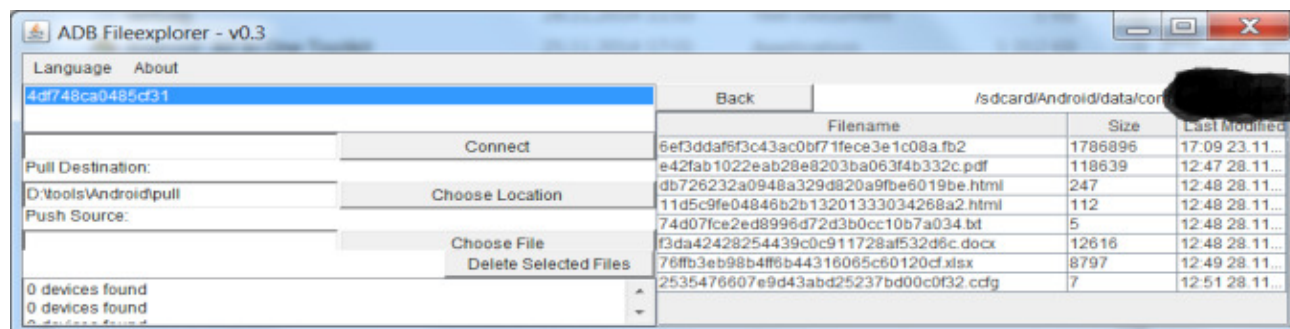 ADB Fileexplorer - v0.3
Language About
4df748ca0485cf31
Back /sdcard/Android/data/con
Filename Size Last Modified
Connect
6ef3ddaf6f3c43ac0bf71fece3e1c08a.fb2 1786896 17:09 23.11...
Pull Destination:
e42fab1022eab28e8203ba063f4b332c.pdf 118639 12:47 28.11...
D:\tools\Android\pull Choose Location
db726232a0948a329d820a9fbe6019be.html 247 12:48 28.11...
11d5c9fe04846b2b13201333034268a2.html 112 12:48 28.11...
Push Source:
74d07fce2ed8996d72d3b0cc10b7a034.txt 5 12:48 28.11...
Choose File
f3da42428254439c0c911728af532d6c.docx 12616 12:48 28.11...
Delete Selected Files
76ffb3eb98b4ff6b44316065c60120cf.xlsx 8797 12:49 28.11...
2535476607e9d43abd25237bd00c0f32.ccfg 7 12:51 28.11...
0 devices found
0 devices found